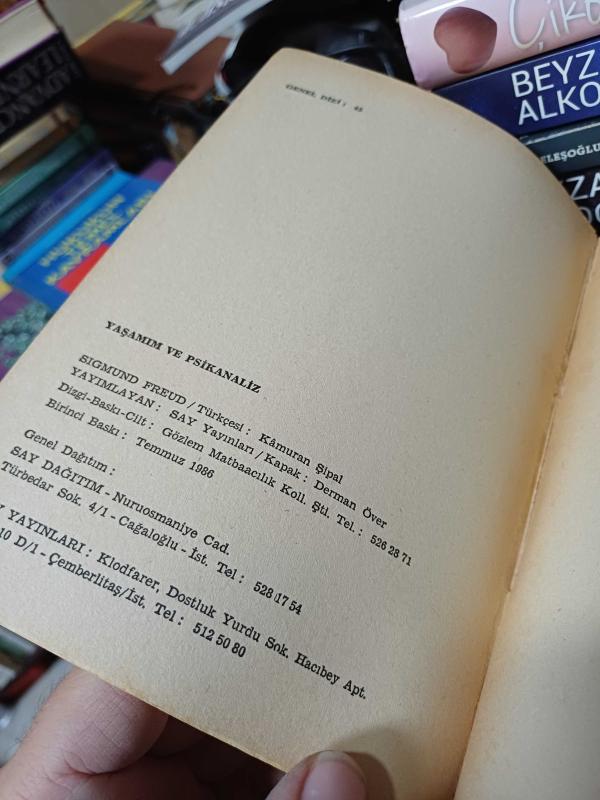 GENEL DİZİ : 45
YAŞAMIM VE PSİKANALİZ
SIGMUND FREUD / Türkçesi : Kâmuran Şipal
YAYIMLAYAN : SAY Yayınları / Kapak : Derman Över
Dizgi-Baskı-Cilt : Gözlem Matbaacılık Koll. Şti. Tel. : 526 28 71
Birinci Baskı : Temmuz 1986
Genel Dağıtım :
SAY DAĞITIM - Nuruosmaniye Cad.
Türbedar Sok. 4/1 - Cağaloğlu - İst. Tel : 528 17 54
YAYINLARI : Klodfarer, Dostluk Yurdu Sok. Hacıbey Apt.
10 D/1 - Çemberlitaş/İst. Tel : 512 50 80
BEYZ
ALKO
ELEŞOĞLU
ZA